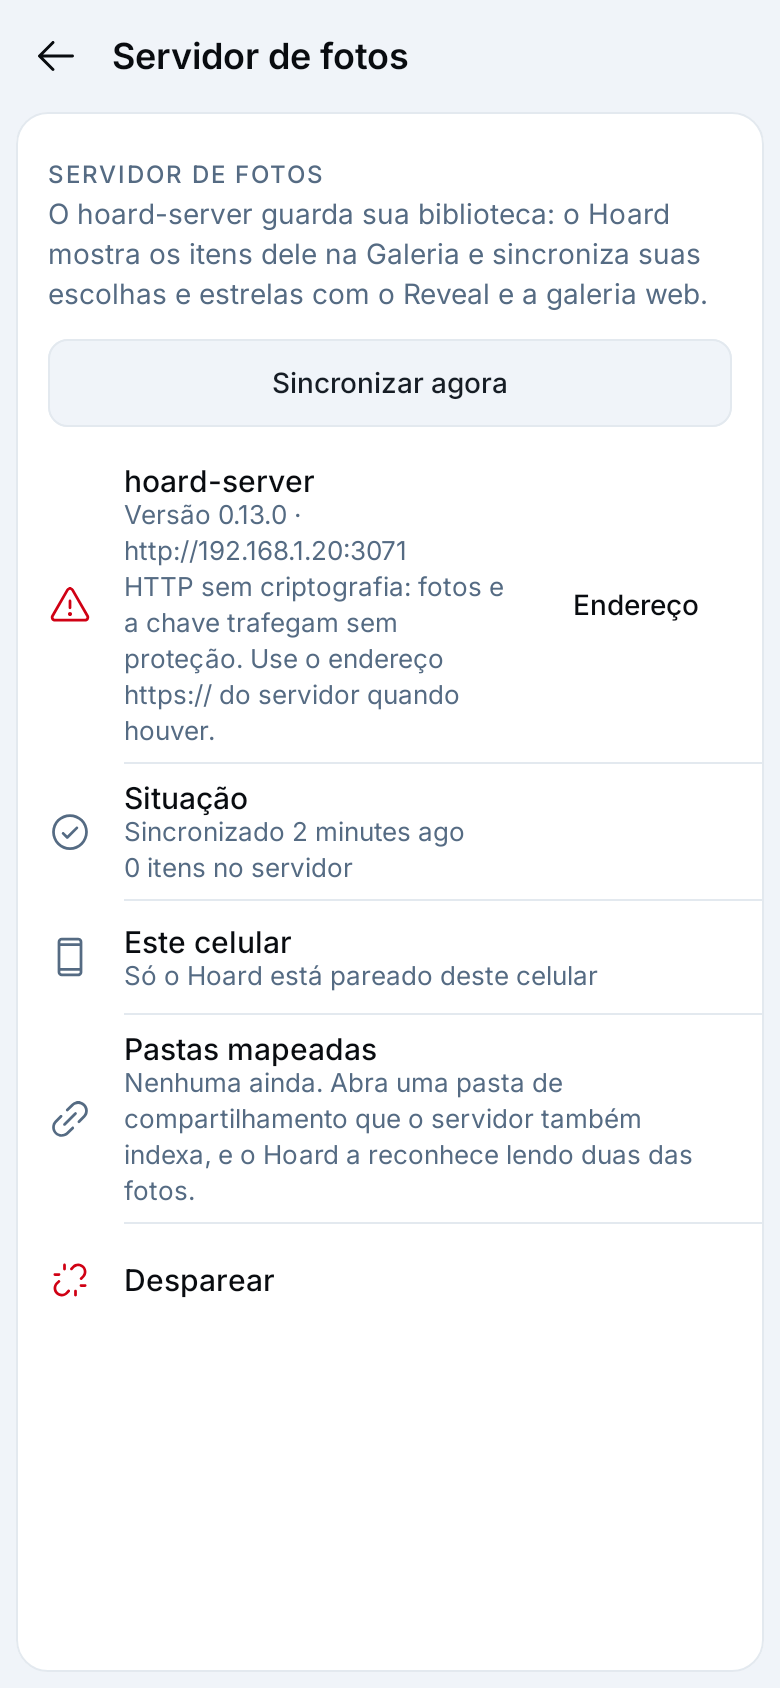 Servidor de fotos
SERVIDOR DE FOTOS
O hoard-server guarda sua biblioteca: o Hoard
mostra os itens dele na Galeria e sincroniza suas
escolhas e estrelas com o Reveal e a galeria web.
Sincronizar agora
hoard-server
Versão 0.13.0 ·
http://192.168.1.20:3071
HTTP sem criptografia: fotos e
a chave trafegam sem
proteção. Use o endereço
https:// do servidor quando
houver.
Endereço
Situação
Sincronizado 2 minutes ago
0 itens no servidor
Este celular
Só o Hoard está pareado deste celular
Pastas mapeadas
Nenhuma ainda. Abra uma pasta de
compartilhamento que o servidor também
indexa, e o Hoard a reconhece lendo duas das
fotos.
Desparear